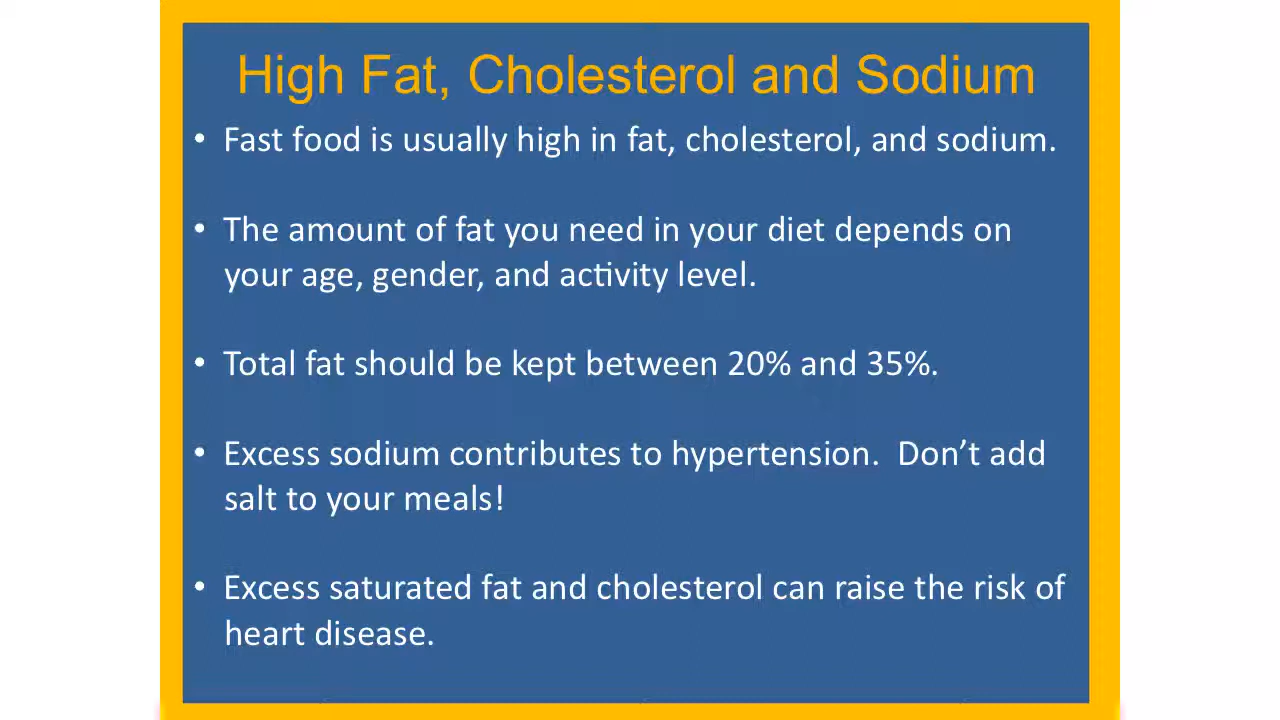 High Fat, Cholesterol and Sodium
• Fast food is usually high in fat, cholesterol, and sodium.
• The amount of fat you need in your diet depends on
your age, gender, and activity level.
• Total fat should be kept between 20% and 35%.
• Excess sodium contributes to hypertension.  Don’t add
salt to your meals!
• Excess saturated fat and cholesterol can raise the risk of
heart disease.